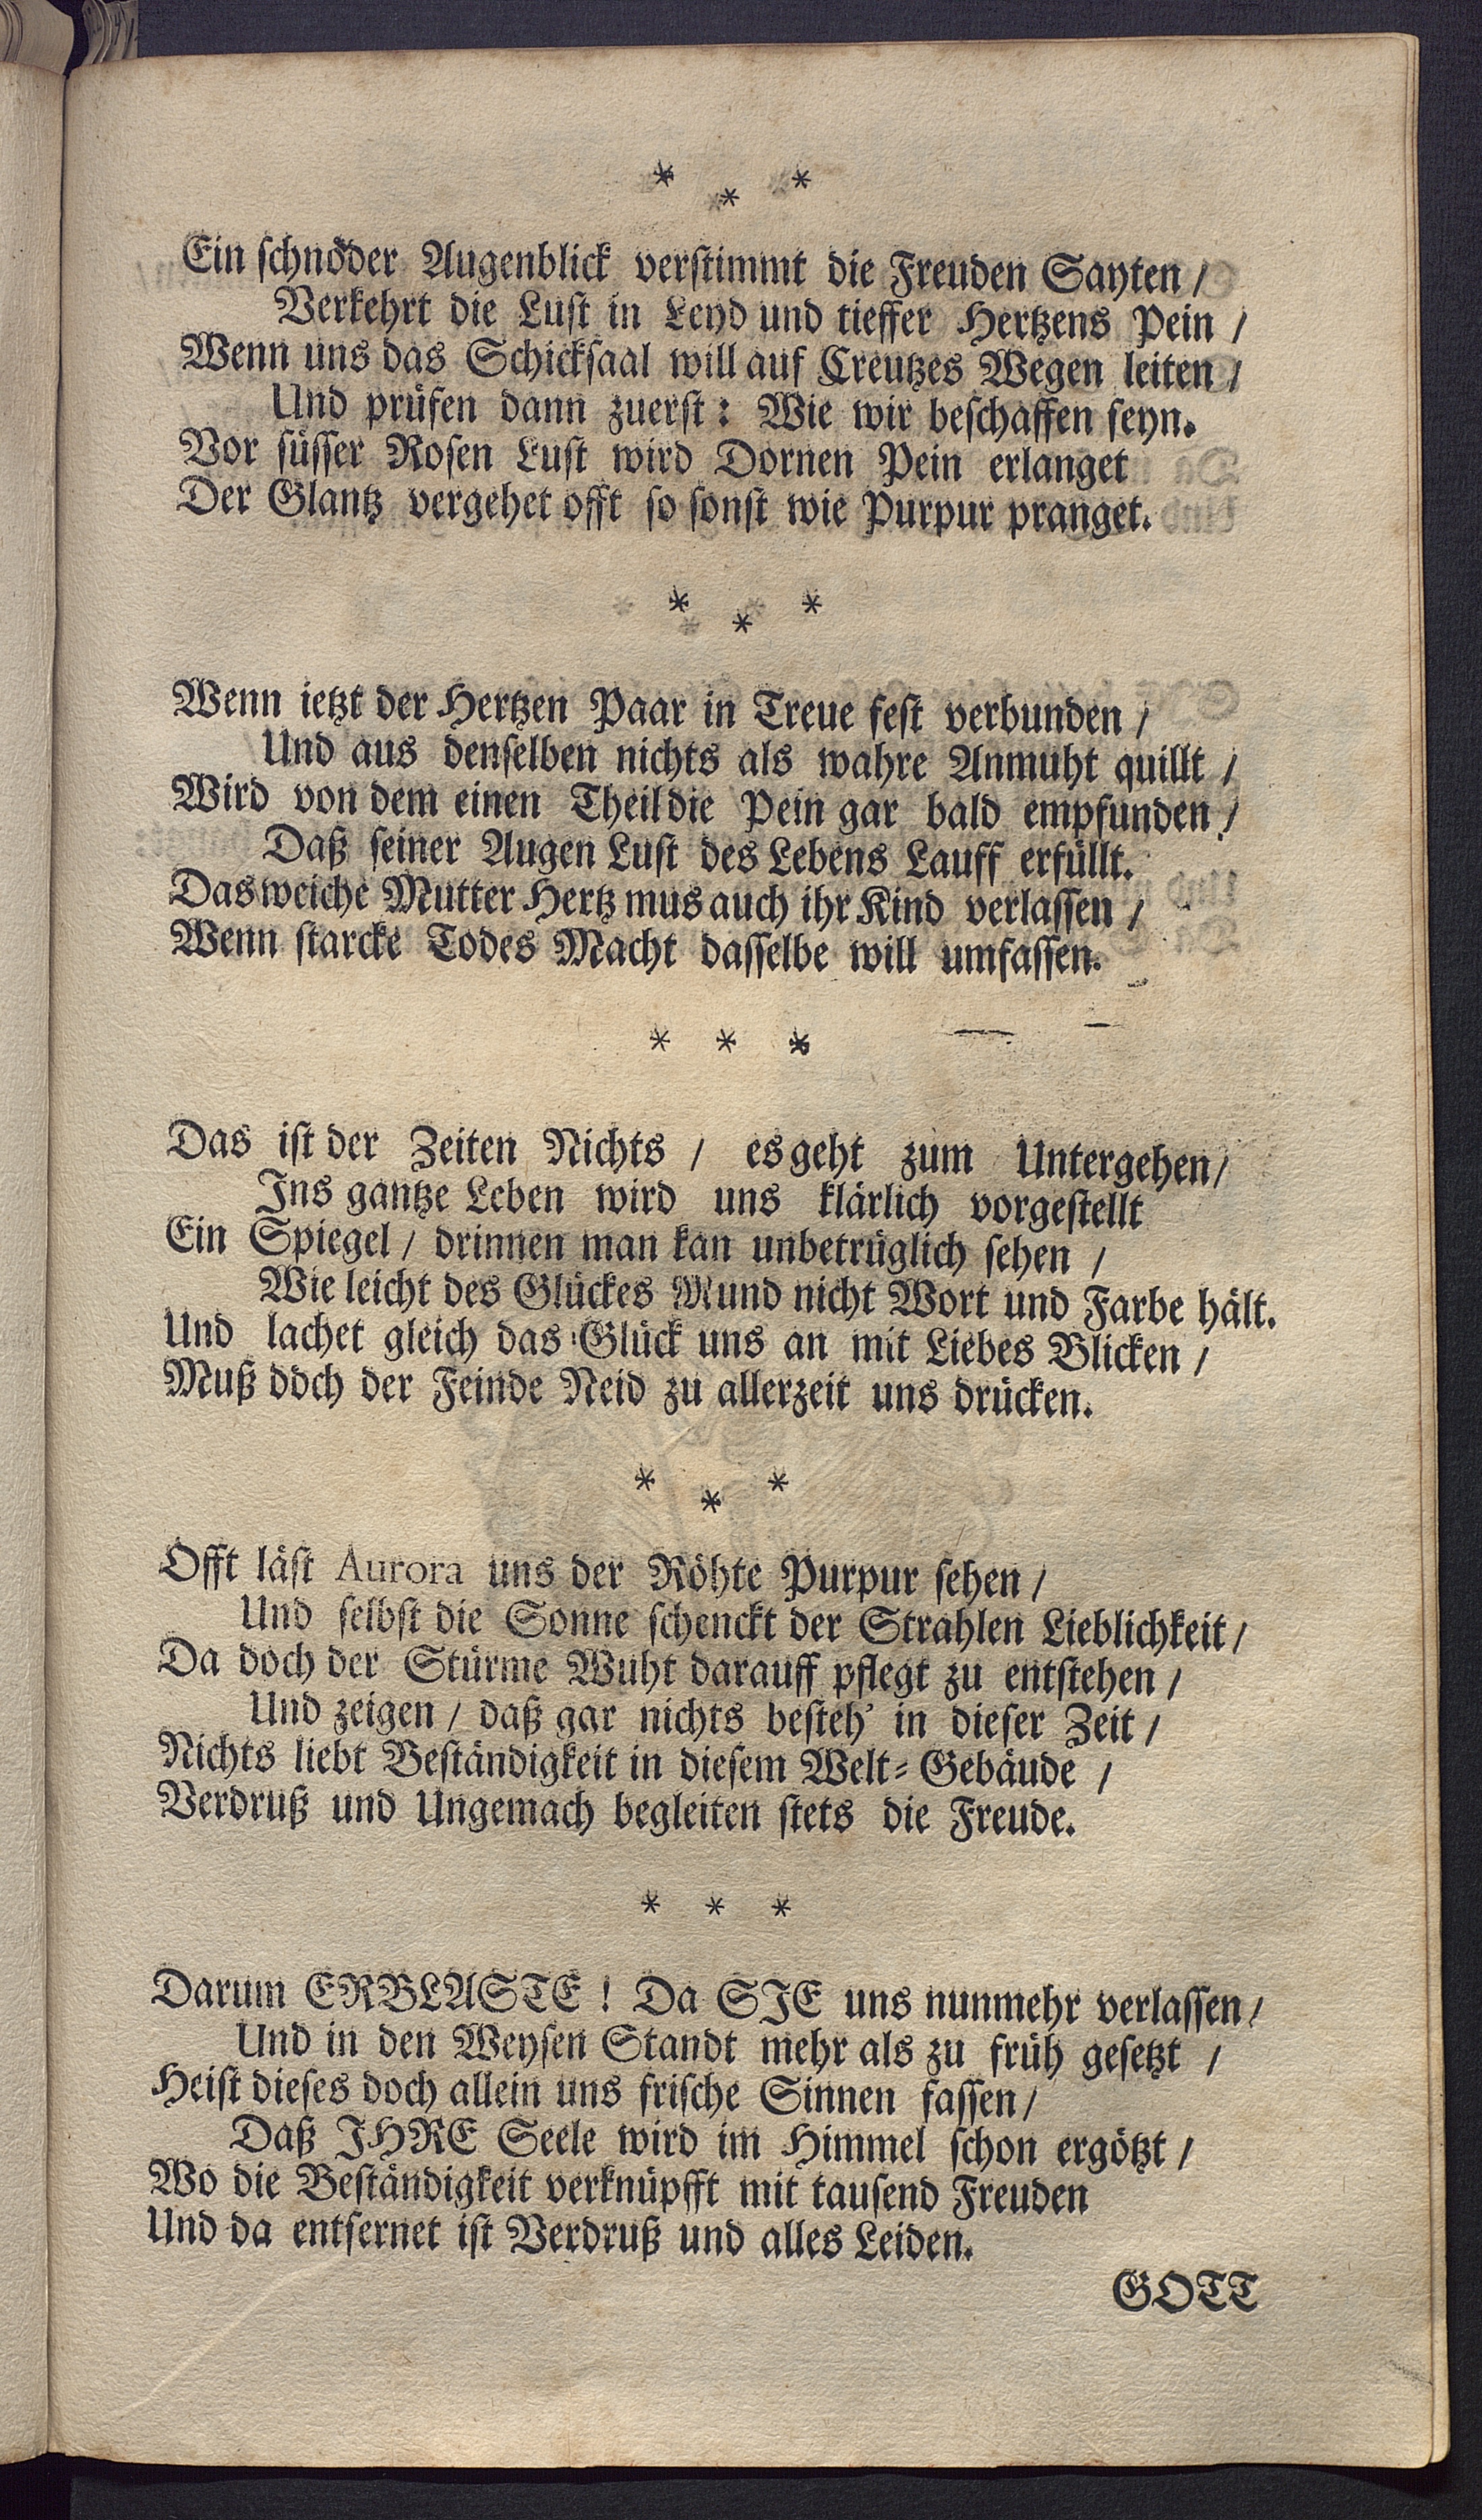 * * *
Ein schnöder Augenblick verstimmt die Freuden Sayten /
Verkehrt die Lust in Leyd und tieffer Hertzens Pein /
Wenn uns das Schicksaal will auf Creutzes Wegen leiten /
Und prüfen dann zuerst: Wie wir beschaffen seyn.
Vor süsser Rosen Lust wird Dornen Pein erlanget
Der Glantz vergehet offt so sonst wie Purpur pranget.
* * *
Wenn ietzt der Hertzen Paar in Treue fest verbunden /
Und aus denselben nichts als wahre Anmuht quillt /
Wird von dem einen Theil die Pein gar bald empfunden /
Daß seiner Augen Lust des Lebens Lauff erfüllt.
Das weiche Mutter Hertz mus auch ihr Kind verlassen /
Wenn starcke Todes Macht dasselbe will umfassen.
* * *
Das ist der Zeiten Nichts / es geht zum Untergehen /
Ins gantze Leben wird uns klärlich vorgestellt
Ein Spiegel / drinnen man kan unbetrüglich sehen /
Wie leicht des Glückes Mund nicht Wort und Farbe hält.
Und lachet gleich das Glück uns an mit Liebes Blicken /
Muß döch der Feinde Neid zu allerzeit uns drücken.
* * *
Offt läst Aurora uns der Röhte Purpur sehen /
Und selbst die Sonne schenckt der Strahlen Lieblichkeit /
Da doch der Stürme Wuht darauff pflegt zu entstehen /
Und zeigen / daß gar nichts besteh' in dieser Zeit /
Nichts liebt Beständigkeit in diesem Welt-Gebäude /
Verdruß und Ungemach begleiten stets die Freude.
* * *
Darum ERBLASTE! Da SIE uns nunmehr verlassen /
Und in den Weysen Standt mehr als zu früh gesetzt /
Heist dieses doch allein uns frische Sinnen fassen /
Daß IHRE Seele wird im Himmel schon ergötzt /
Wo die Beständigkeit verknüpfft mit tausend Freuden
Und da entfernet ist Verdruß und alles Leiden.
GOTT